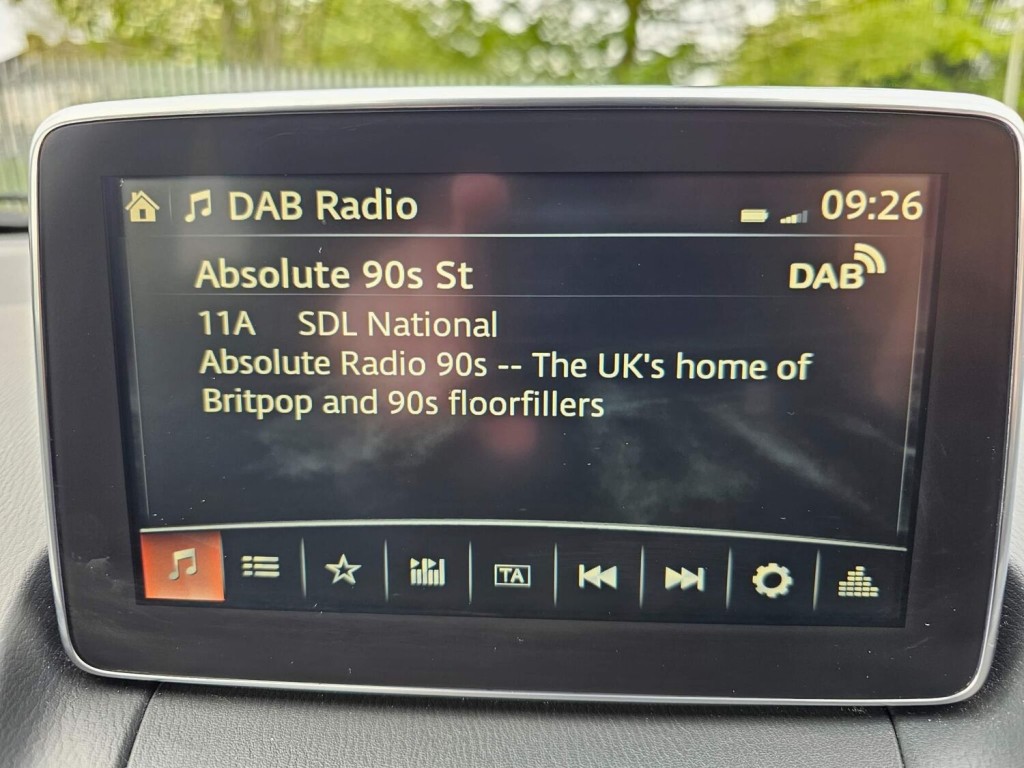 DAB Radio 09:26
Absolute 90s St DAB
11A SDL National
Absolute Radio 90s -- The UK's home of
Britpop and 90s floorfillers
TA